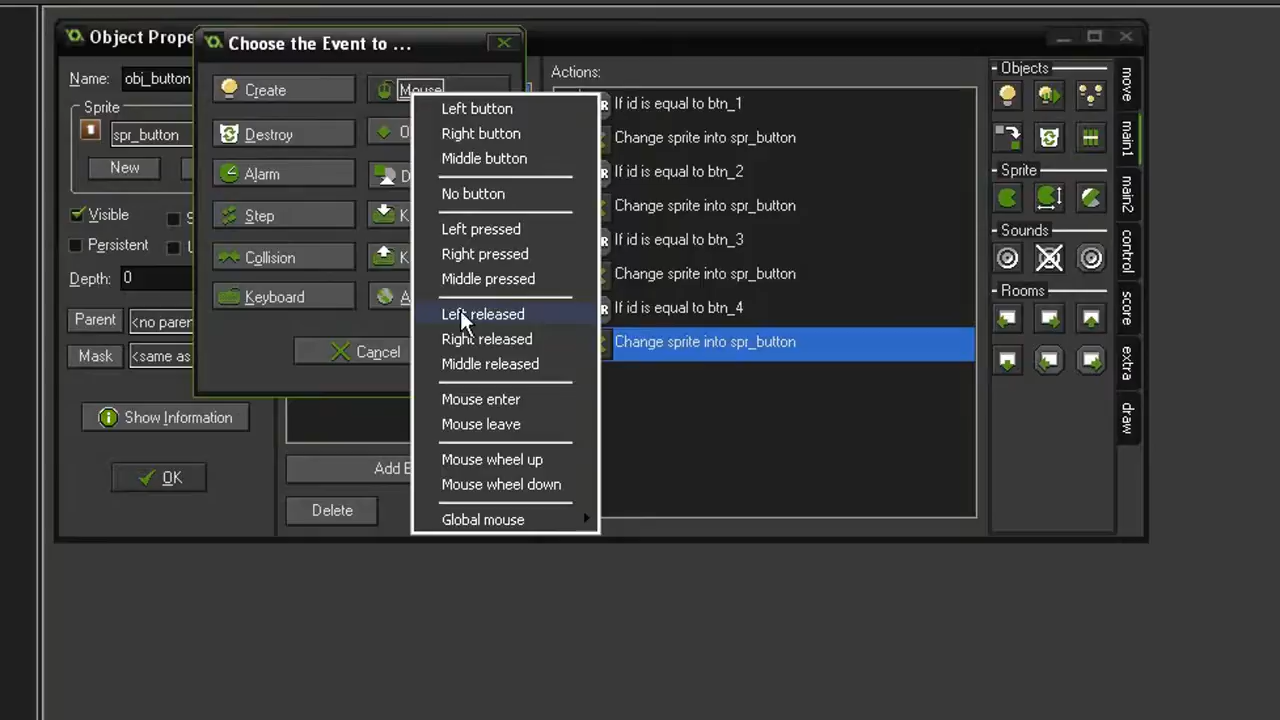 Object Prope
Choose the Event to ...
Name:
obj_button
Sprite
spr_button
New
Visible
Persistent
Depth:
0
Parent
<no paren
Mask
<same as
Show Information
OK
Create
Destroy
Alarm
Step
Collision
Keyboard
Mouse
Cancel
Add E
Delete
Left button
Right button
Middle button
No button
Left pressed
Right pressed
Middle pressed
Left released
Right released
Middle released
Mouse enter
Mouse leave
Mouse wheel up
Mouse wheel down
Global mouse
Actions:
If id is equal to btn_1
Change sprite into spr_button
If id is equal to btn_2
Change sprite into spr_button
If id is equal to btn_3
Change sprite into spr_button
If id is equal to btn_4
Change sprite into spr_button
Objects
Sprite
Sounds
Rooms
move
main1
main2
control
score
extra
draw